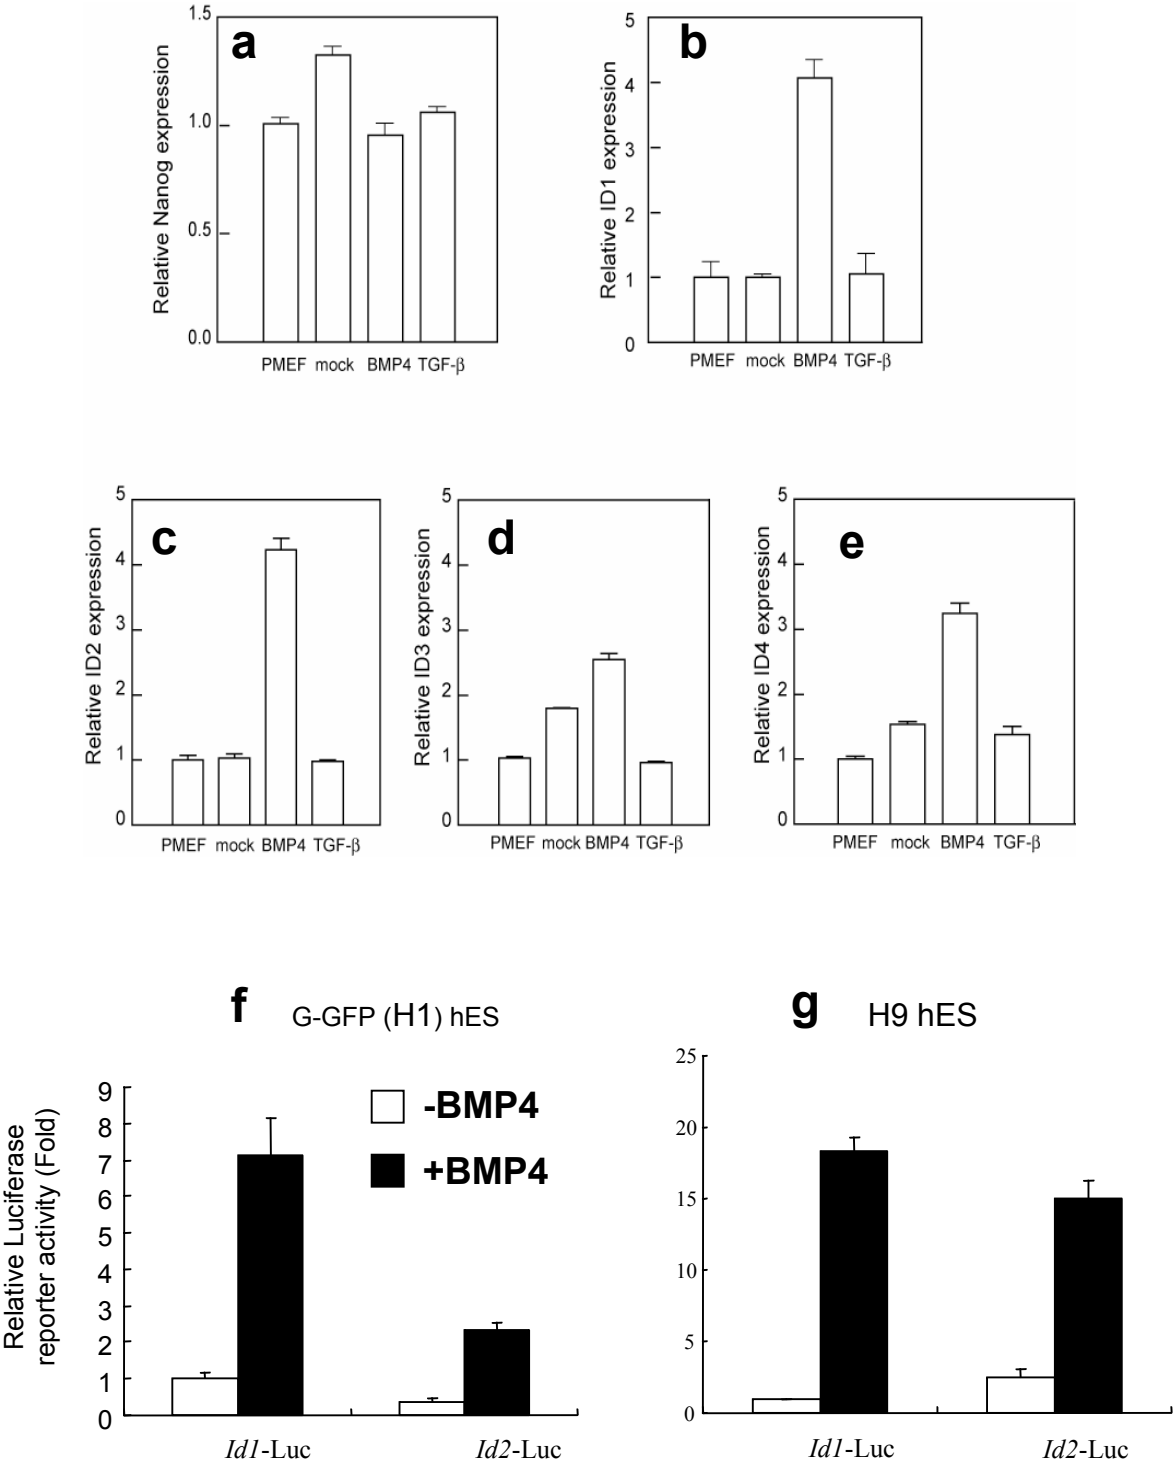 a
Relative Nanog expression
1.5
1.0
0.5
0.0
PMEF mock BMP4 TGF-β
b
Relative ID1 expression
5
4
3
2
1
0
PMEF mock BMP4 TGF-β
c
Relative ID2 expression
5
4
3
2
1
0
PMEF mock BMP4 TGF-β
d
Relative ID3 expression
5
4
3
2
1
0
PMEF mock BMP4 TGF-β
e
Relative ID4 expression
5
4
3
2
1
0
PMEF mock BMP4 TGF-β
f
G-GFP (H1) hES
Relative Luciferase
reporter activity (Fold)
9
8
7
6
5
4
3
2
1
0
-BMP4
+BMP4
Id1-Luc Id2-Luc
g
H9 hES
25
20
15
10
5
0
Id1-Luc Id2-Luc